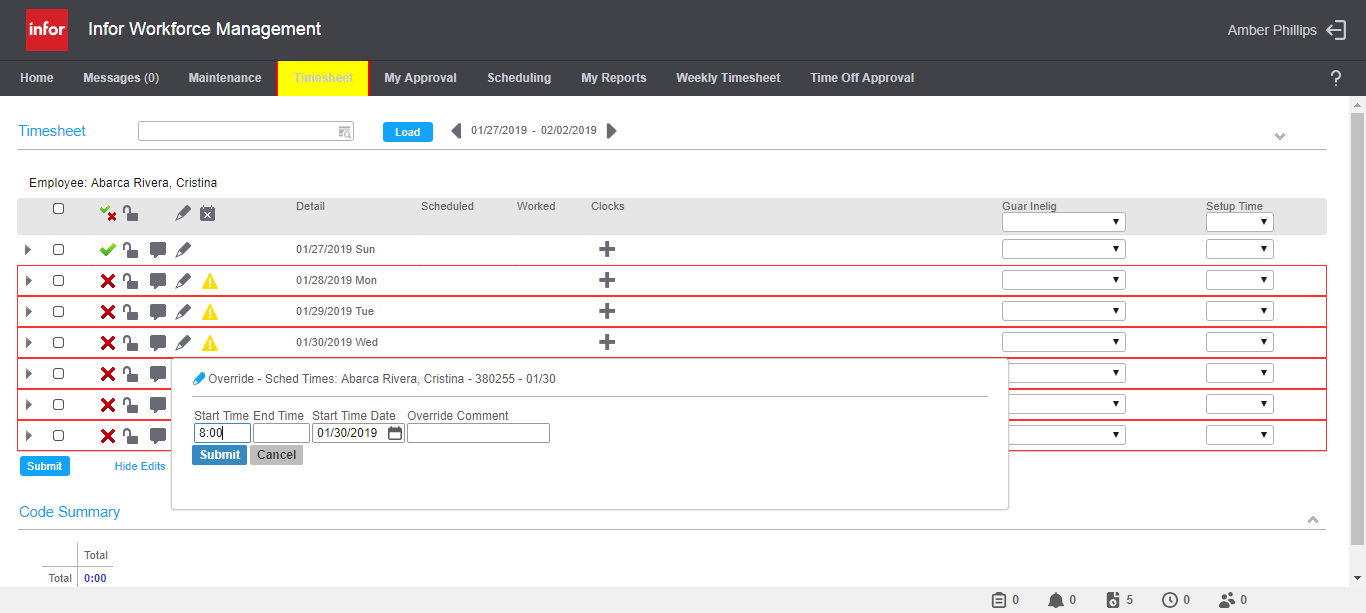 infor Infor Workforce Management Amber Phillips
Home Messages (0) Maintenance Timesheet My Approval Scheduling My Reports Weekly Timesheet Time Off Approval ?
Timesheet Load 01/27/2019 - 02/02/2019
Employee: Abarca Rivera, Cristina
Detail Scheduled Worked Clocks Guar Inelig Setup Time
01/27/2019 Sun
01/28/2019 Mon
01/29/2019 Tue
01/30/2019 Wed
Override - Sched Times: Abarca Rivera, Cristina - 380255 - 01/30
Start Time End Time Start Time Date Override Comment
8:00 01/30/2019
Submit Cancel
Submit Hide Edits
Code Summary
Total
Total 0:00
0 0 5 0 0